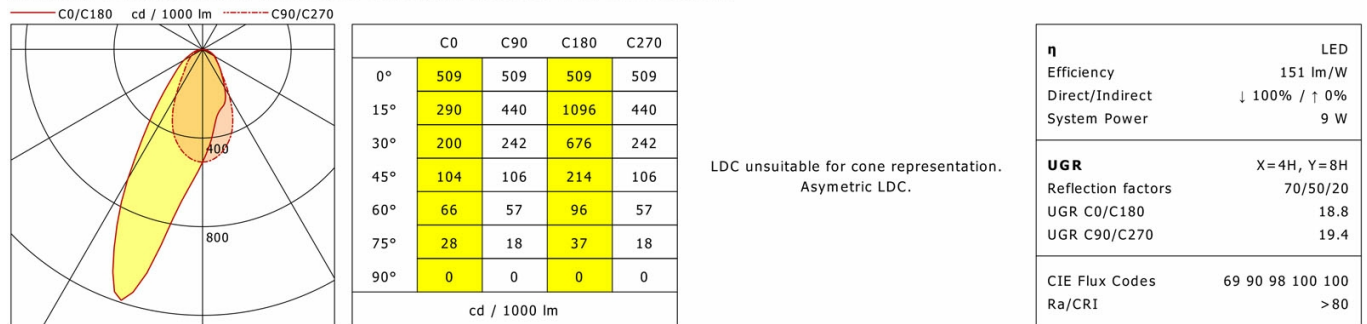 C0/C180 cd / 1000 lm C90/C270
400
800
C0 C90 C180 C270
0° 509 509 509 509
15° 290 440 1096 440
30° 200 242 676 242
45° 104 106 214 106
60° 66 57 96 57
75° 28 18 37 18
90° 0 0 0 0
cd / 1000 lm
LDC unsuitable for cone representation.
Asymetric LDC.
η LED
Efficiency 151 lm/W
Direct/Indirect ↓ 100% / ↑ 0%
System Power 9 W
UGR X=4H, Y=8H
Reflection factors 70/50/20
UGR C0/C180 18.8
UGR C90/C270 19.4
CIE Flux Codes 69 90 98 100 100
Ra/CRI >80